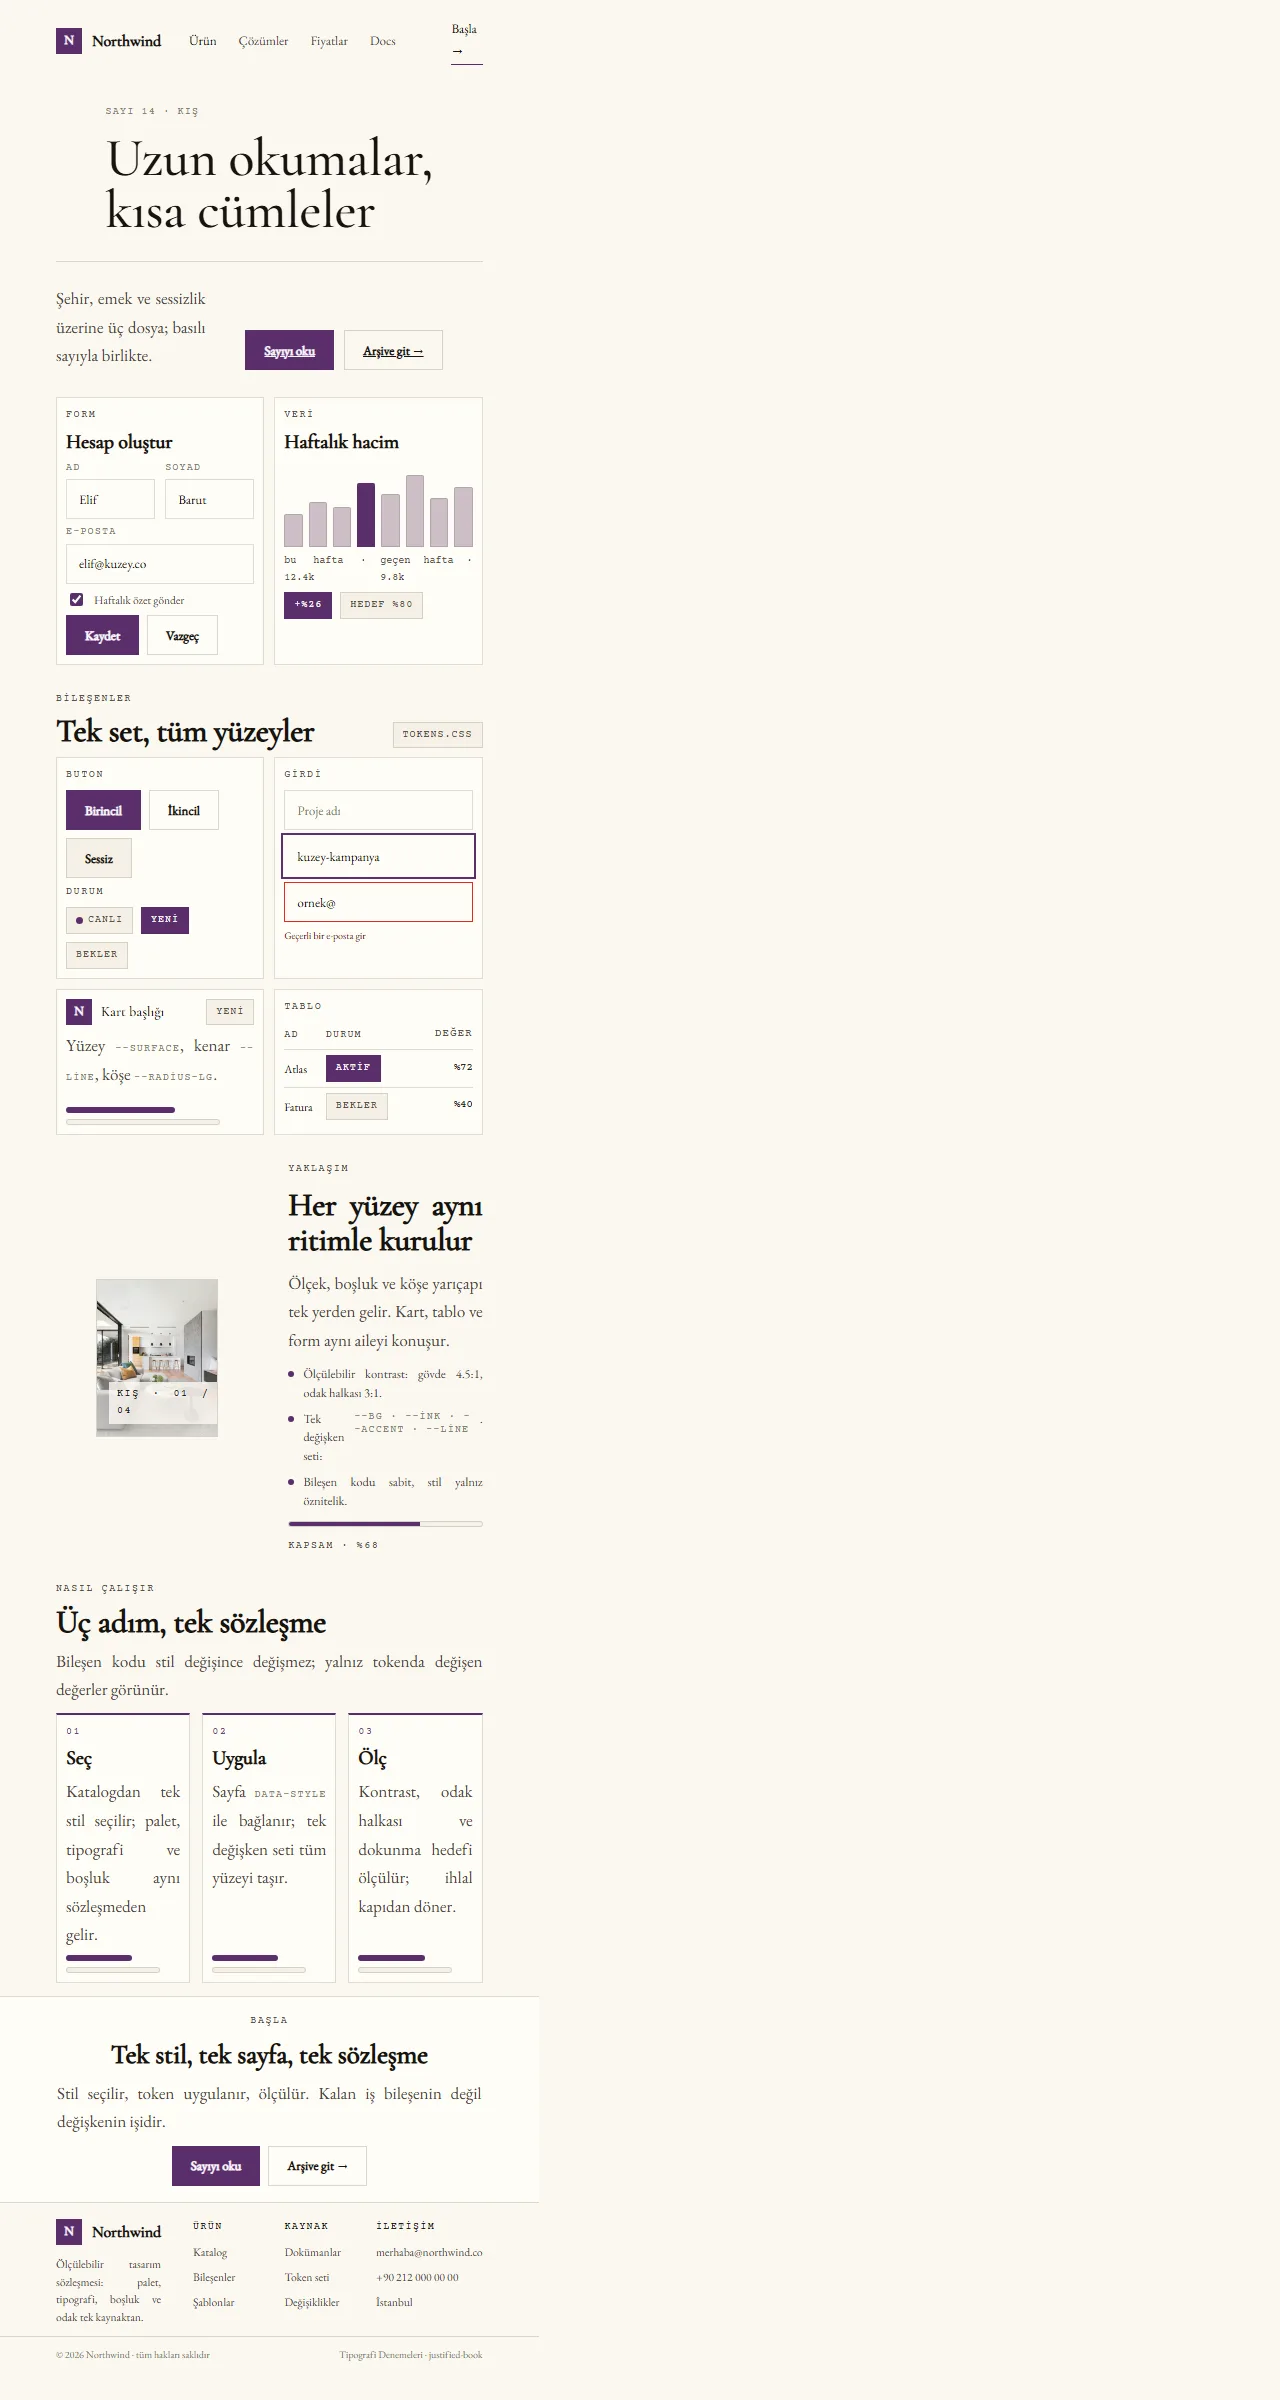 N Northwind Ürün Çözümler Fiyatlar Docs Başla
→
SAYI 14 · KIŞ
Uzun okumalar,
kısa cümleler
Şehir, emek ve sessizlik
üzerine üç dosya; basılı
sayıyla birlikte.
Sayıyı oku Arşive git →
FORM
Hesap oluştur
AD SOYAD
Elif Barut
E-POSTA
elif@kuzey.co
Haftalık özet gönder
Kaydet Vazgeç
VERİ
Haftalık hacim
bu hafta · geçen hafta ·
12.4k 9.8k
+%26 HEDEF %80
BİLEŞENLER
Tek set, tüm yüzeyler TOKENS.CSS
BUTON
Birincil İkincil
Sessiz
DURUM
CANLI YENİ
BEKLER
GİRDİ
Proje adı
kuzey-kampanya
ornek@
Geçerli bir e-posta gir
N Kart başlığı YENİ
Yüzey --SURFACE, kenar --
LİNE, köşe --RADİUS-LG.
TABLO
AD DURUM DEĞER
Atlas AKTİF %72
Fatura BEKLER %40
KIŞ · 01 /
04
YAKLAŞIM
Her yüzey aynı
ritimle kurulur
Ölçek, boşluk ve köşe yarıçapı
tek yerden gelir. Kart, tablo ve
form aynı aileyi konuşur.
Ölçülebilir kontrast: gövde 4.5:1,
odak halkası 3:1.
Tek --BG · --İNK · - .
değişken -ACCENT · --LİNE
seti:
Bileşen kodu sabit, stil yalnız
öznitelik.
KAPSAM · %68
NASIL ÇALIŞIR
Üç adım, tek sözleşme
Bileşen kodu stil değişince değişmez; yalnız tokenda değişen
değerler görünür.
01
Seç
Katalogdan tek
stil seçilir; palet,
tipografi ve
boşluk aynı
sözleşmeden
gelir.
02
Uygula
Sayfa DATA-STYLE
ile bağlanır; tek
değişken seti tüm
yüzeyi taşır.
03
Ölç
Kontrast, odak
halkası ve
dokunma hedefi
ölçülür; ihlal
kapıdan döner.
BAŞLA
Tek stil, tek sayfa, tek sözleşme
Stil seçilir, token uygulanır, ölçülür. Kalan iş bileşenin değil
değişkenin işidir.
Sayıyı oku Arşive git →
N Northwind
Ölçülebilir tasarım
sözleşmesi: palet,
tipografi, boşluk ve
odak tek kaynaktan.
ÜRÜN
Katalog
Bileşenler
Şablonlar
KAYNAK
Dokümanlar
Token seti
Değişiklikler
İLETİŞİM
merhaba@northwind.co
+90 212 000 00 00
İstanbul
© 2026 Northwind · tüm hakları saklıdır Tipografi Denemeleri · justified-book